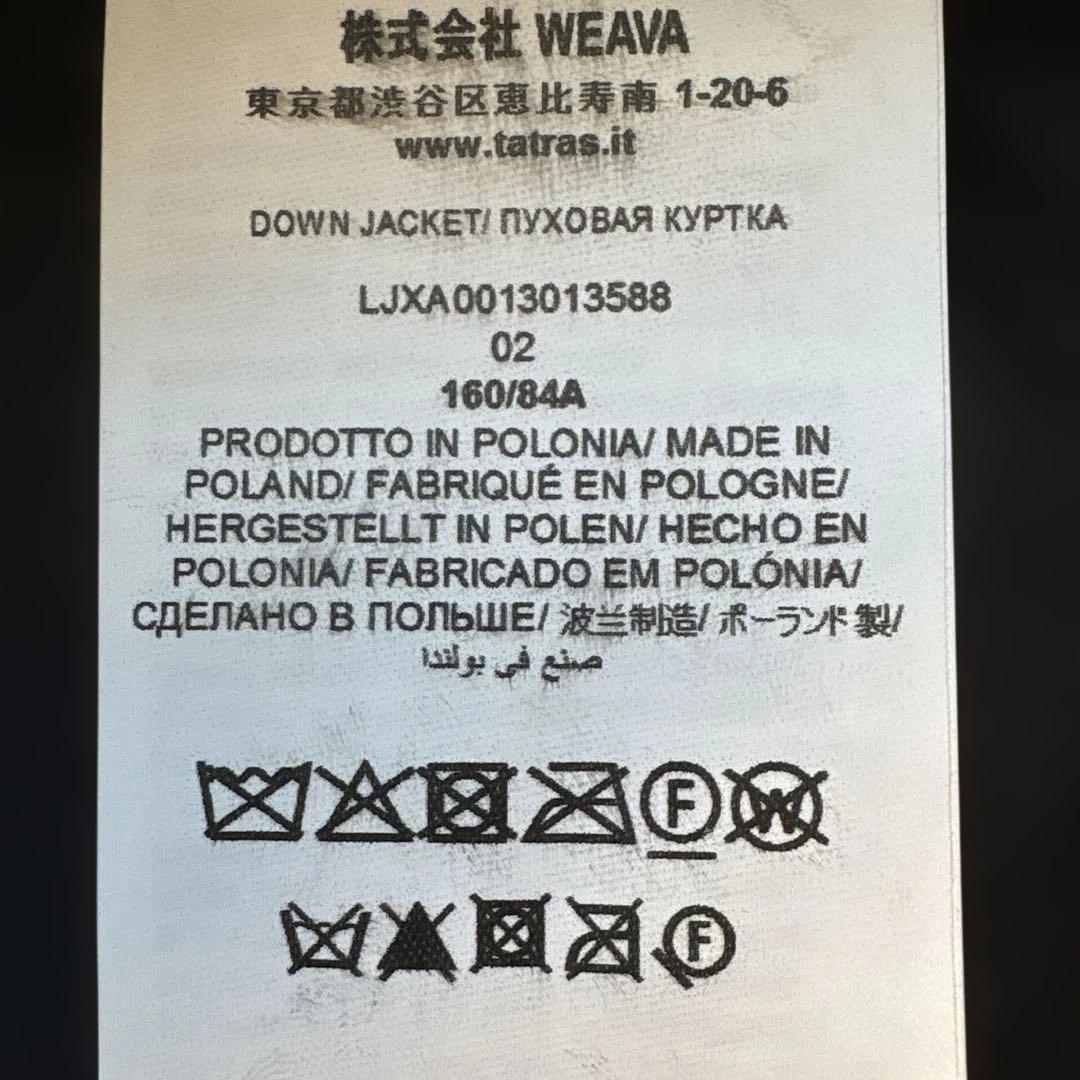 株式会社 WEAVA
東京都渋谷区恵比寿南 1-20-6
www.tatras.it
DOWN JACKET/ ПУХОВАЯ КУРТКА
LJXA0013013588
02
160/84A
PRODOTTO IN POLONIA/ MADE IN
POLAND/ FABRIQUÉ EN POLOGNE/
HERGESTELLT IN POLEN/ HECHO EN
POLONIA/ FABRICADO EM POLÓNIA/
СДЕЛАНО В ПОЛЬШЕ/ 波兰制造/ ポーランド製/
صنع في بولندا
F W
F